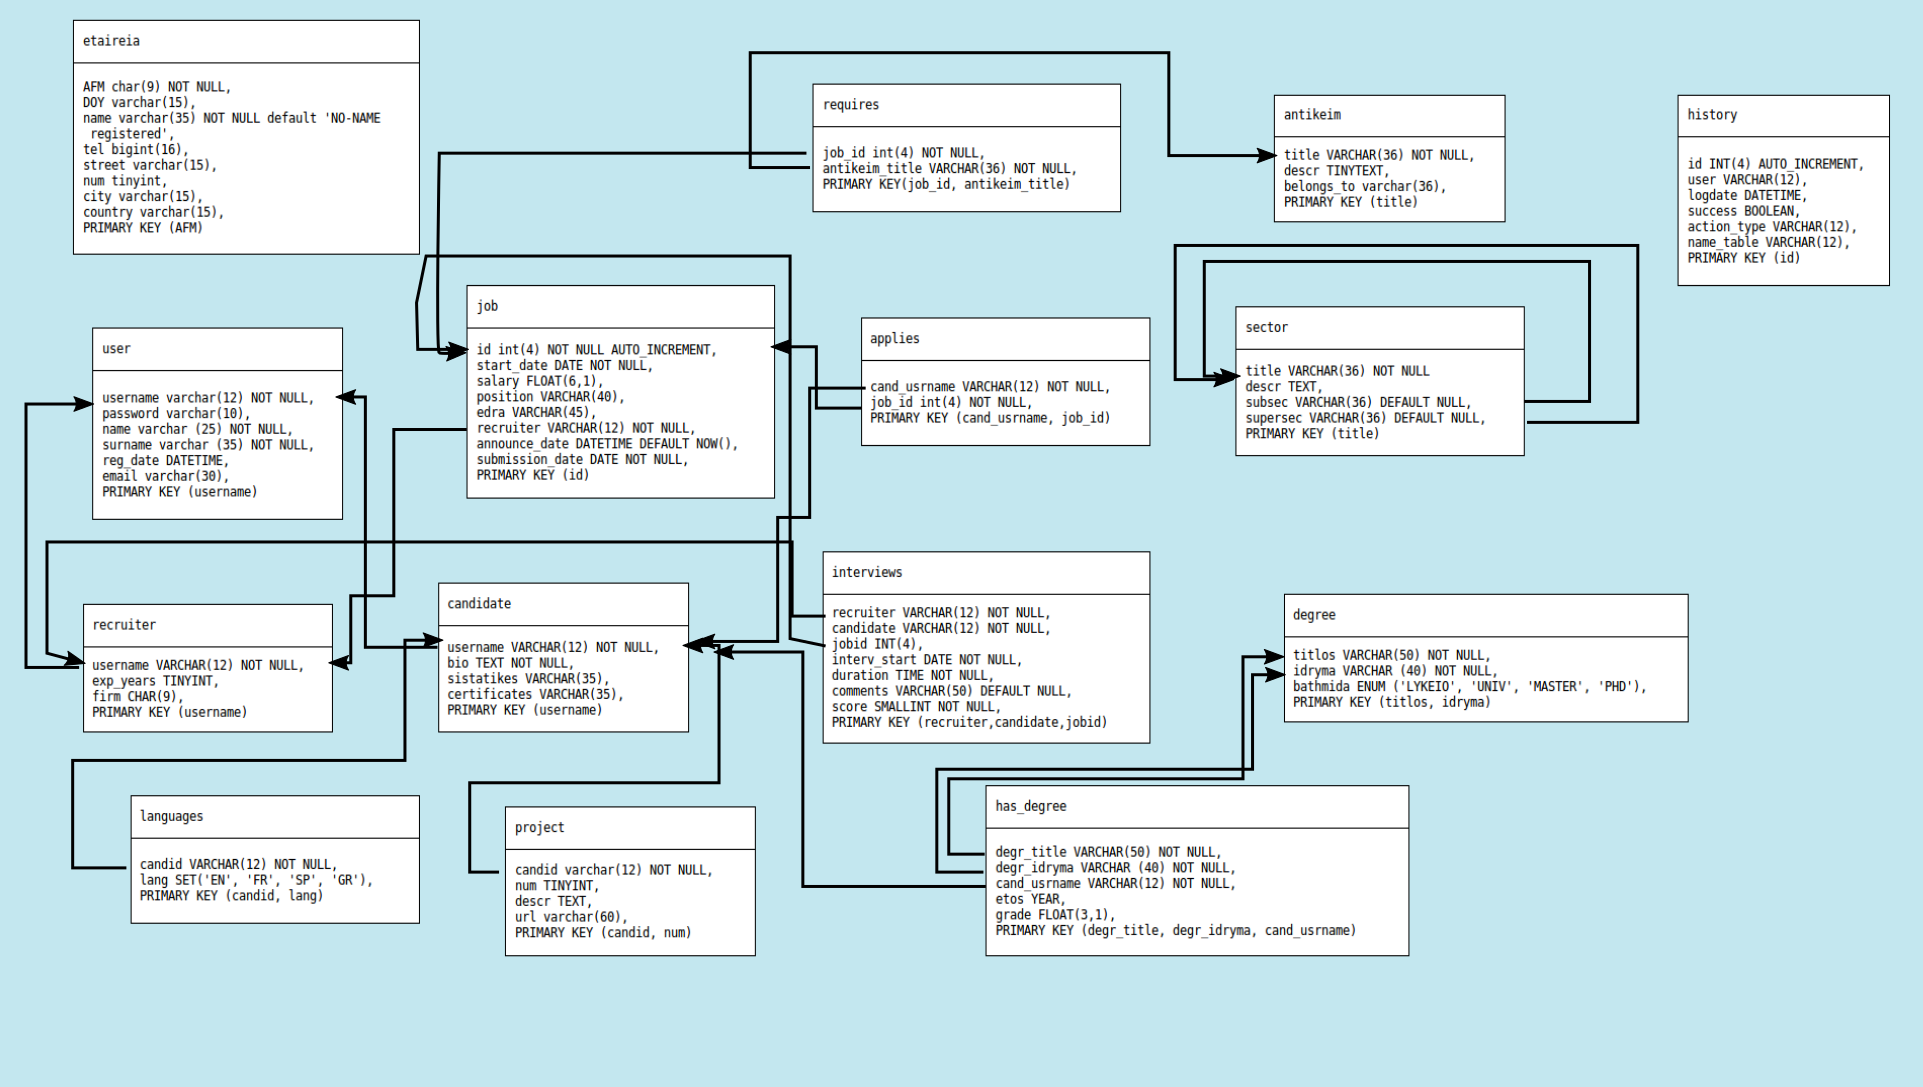 etaireia
AFM char(9) NOT NULL,
DOY varchar(15),
name varchar(35) NOT NULL default 'NO-NAME
registered',
tel bigint(16),
street varchar(15),
num tinyint,
city varchar(15),
country varchar(15),
PRIMARY KEY (AFM)
requires
job_id int(4) NOT NULL,
antikeim_title VARCHAR(36) NOT NULL,
PRIMARY KEY(job_id, antikeim_title)
antikeim
title VARCHAR(36) NOT NULL,
descr TINYTEXT,
belongs_to varchar(36),
PRIMARY KEY (title)
history
id INT(4) AUTO_INCREMENT,
user VARCHAR(12),
logdate DATETIME,
success BOOLEAN,
action_type VARCHAR(12),
name_table VARCHAR(12),
PRIMARY KEY (id)
user
username varchar(12) NOT NULL,
password varchar(10),
name varchar (25) NOT NULL,
surname varchar (35) NOT NULL,
reg_date DATETIME,
email varchar(30),
PRIMARY KEY (username)
job
id int(4) NOT NULL AUTO_INCREMENT,
start_date DATE NOT NULL,
salary FLOAT(6,1),
position VARCHAR(40),
edra VARCHAR(45),
recruiter VARCHAR(12) NOT NULL,
announce_date DATETIME DEFAULT NOW(),
submission_date DATE NOT NULL,
PRIMARY KEY (id)
applies
cand_usrname VARCHAR(12) NOT NULL,
job_id int(4) NOT NULL,
PRIMARY KEY (cand_usrname, job_id)
sector
title VARCHAR(36) NOT NULL
descr TEXT,
subsec VARCHAR(36) DEFAULT NULL,
supersec VARCHAR(36) DEFAULT NULL,
PRIMARY KEY (title)
recruiter
username VARCHAR(12) NOT NULL,
exp_years TINYINT,
firm CHAR(9),
PRIMARY KEY (username)
candidate
username VARCHAR(12) NOT NULL,
bio TEXT NOT NULL,
sistatikes VARCHAR(35),
certificates VARCHAR(35),
PRIMARY KEY (username)
interviews
recruiter VARCHAR(12) NOT NULL,
candidate VARCHAR(12) NOT NULL,
jobid INT(4),
interv_start DATE NOT NULL,
duration TIME NOT NULL,
comments VARCHAR(50) DEFAULT NULL,
score SMALLINT NOT NULL,
PRIMARY KEY (recruiter,candidate,jobid)
degree
titlos VARCHAR(50) NOT NULL,
idryma VARCHAR (40) NOT NULL,
bathmida ENUM ('LYKEIO', 'UNIV', 'MASTER', 'PHD'),
PRIMARY KEY (titlos, idryma)
languages
candid VARCHAR(12) NOT NULL,
lang SET('EN', 'FR', 'SP', 'GR'),
PRIMARY KEY (candid, lang)
project
candid varchar(12) NOT NULL,
num TINYINT,
descr TEXT,
url varchar(60),
PRIMARY KEY (candid, num)
has_degree
degr_title VARCHAR(50) NOT NULL,
degr_idryma VARCHAR (40) NOT NULL,
cand_usrname VARCHAR(12) NOT NULL,
etos YEAR,
grade FLOAT(3,1),
PRIMARY KEY (degr_title, degr_idryma, cand_usrname)